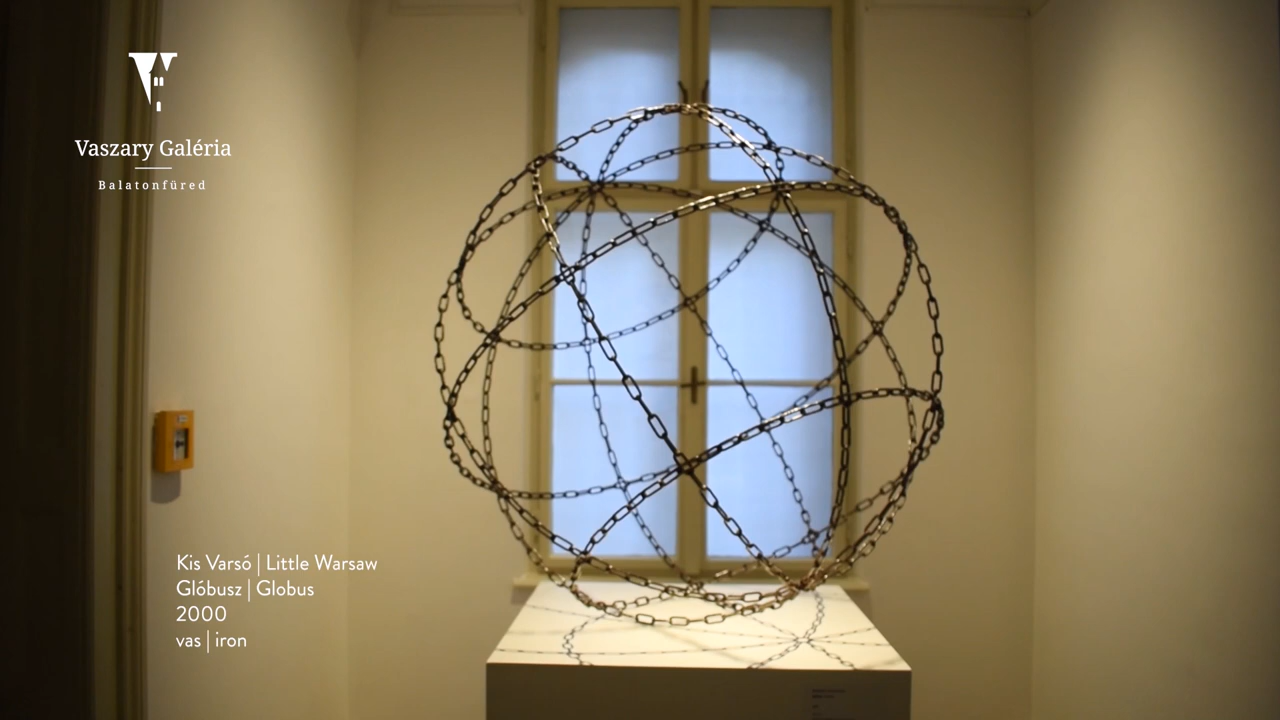 Vaszary Galéria
Balatonfüred
Kis Varsó | Little Warsaw
Glóbusz | Globus
2000
vas | iron